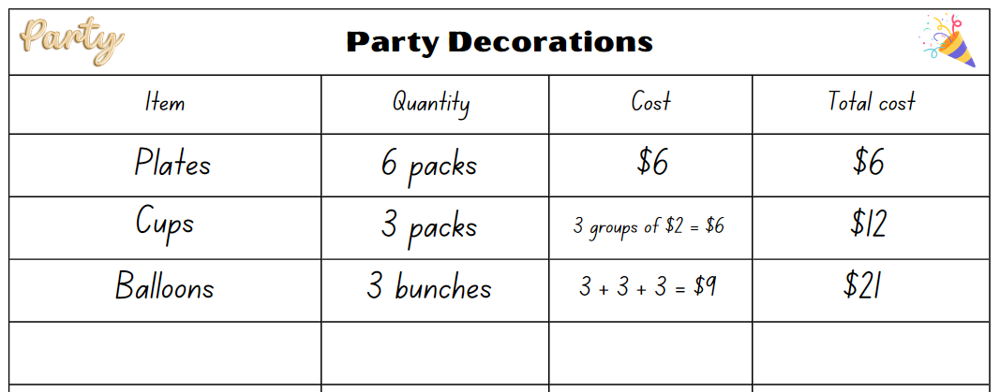 Party
Party Decorations
Item Quantity Cost Total cost
Plates 6 packs $6 $6
Cups 3 packs 3 groups of $2 = $6 $12
Balloons 3 bunches 3 + 3 + 3 = $9 $21